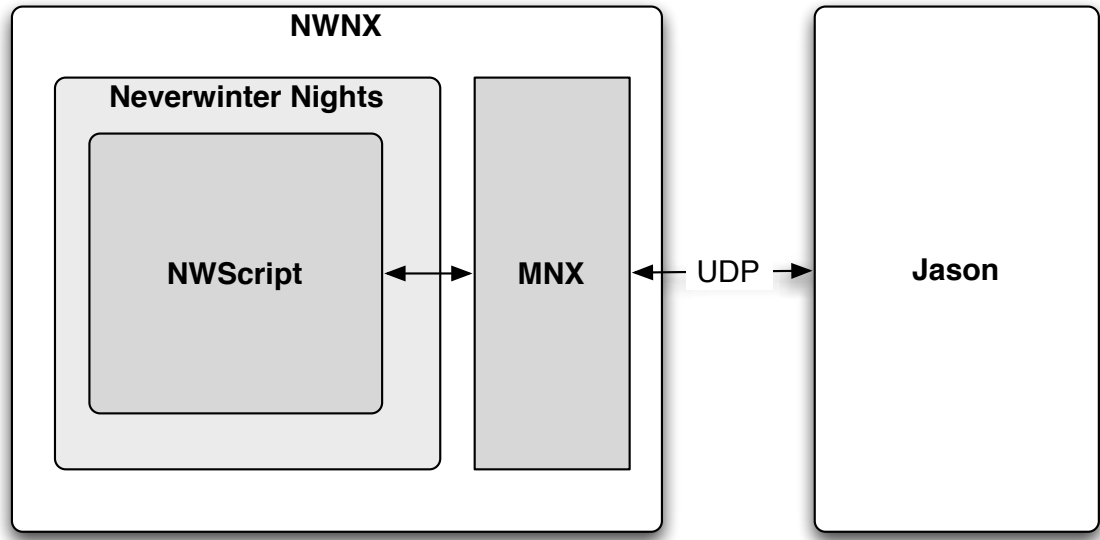 NWNX
Neverwinter Nights
NWScript
MNX
UDP
Jason